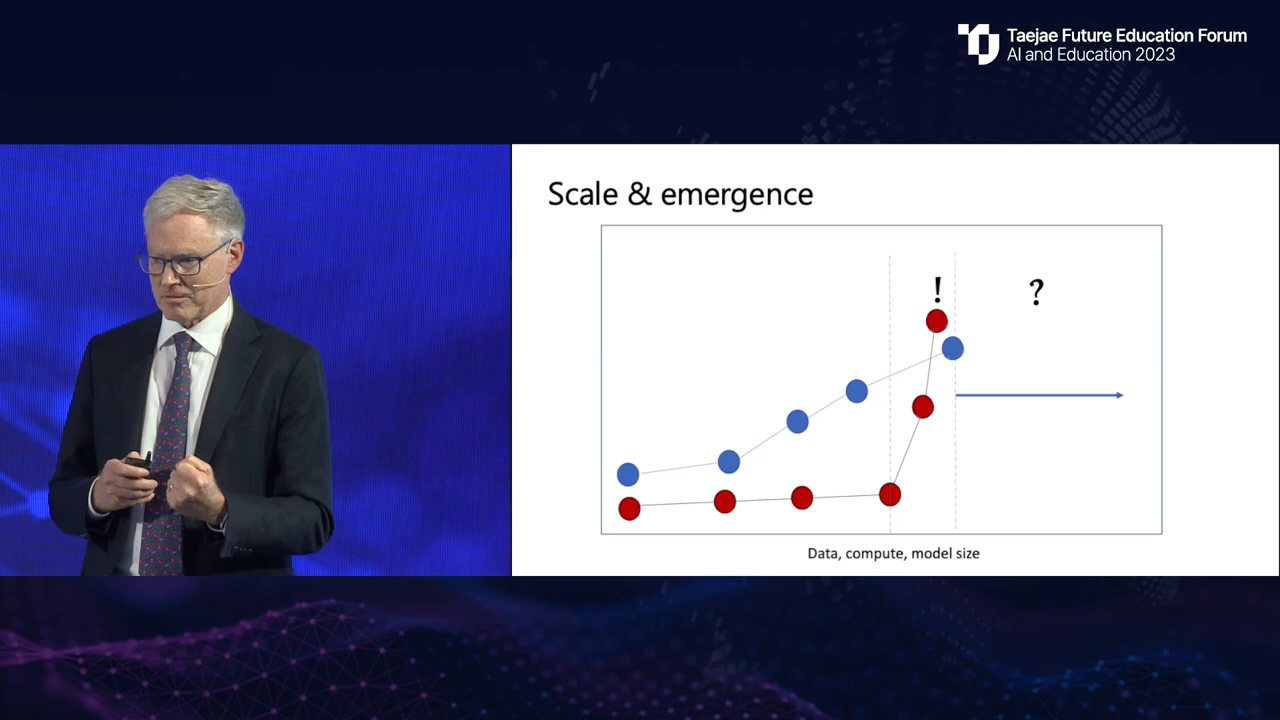 Taejae Future Education Forum
AI and Education 2023
Scale & emergence
!
?
Data, compute, model size